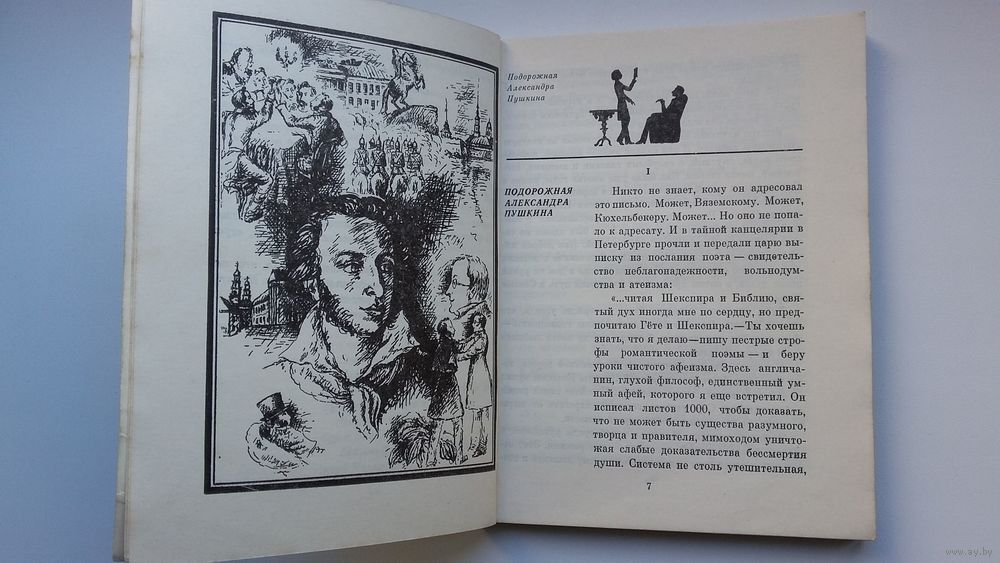 Подорожная
Александра
Пушкина
I
ПОДОРОЖНАЯ
АЛЕКСАНДРА
ПУШКИНА
Никто не знает, кому он адресовал
это письмо. Может, Вяземскому. Может,
Кюхельбекеру. Может... Но оно не попа-
ло к адресату. И в тайной канцелярии в
Петербурге прочли и передали царю вы-
писку из послания поэта — свидетель-
ство неблагонадежности, вольнодум-
ства и атеизма:
«...читая Шекспира и Библию, свя-
тый дух иногда мне по сердцу, но пред-
почитаю Гёте и Шекспира.—Ты хочешь
знать, что я делаю—пишу пестрые стро-
фы романтической поэмы — и беру
уроки чистого афеизма. Здесь англича-
нин, глухой философ, единственный ум-
ный афей, которого я еще встретил. Он
исписал листов 1000, чтобы доказать,
что не может быть существа разумного,
творца и правителя, мимоходом уничто-
жая слабые доказательства бессмертия
души. Система не столь утешительная,
7
www.ay.by